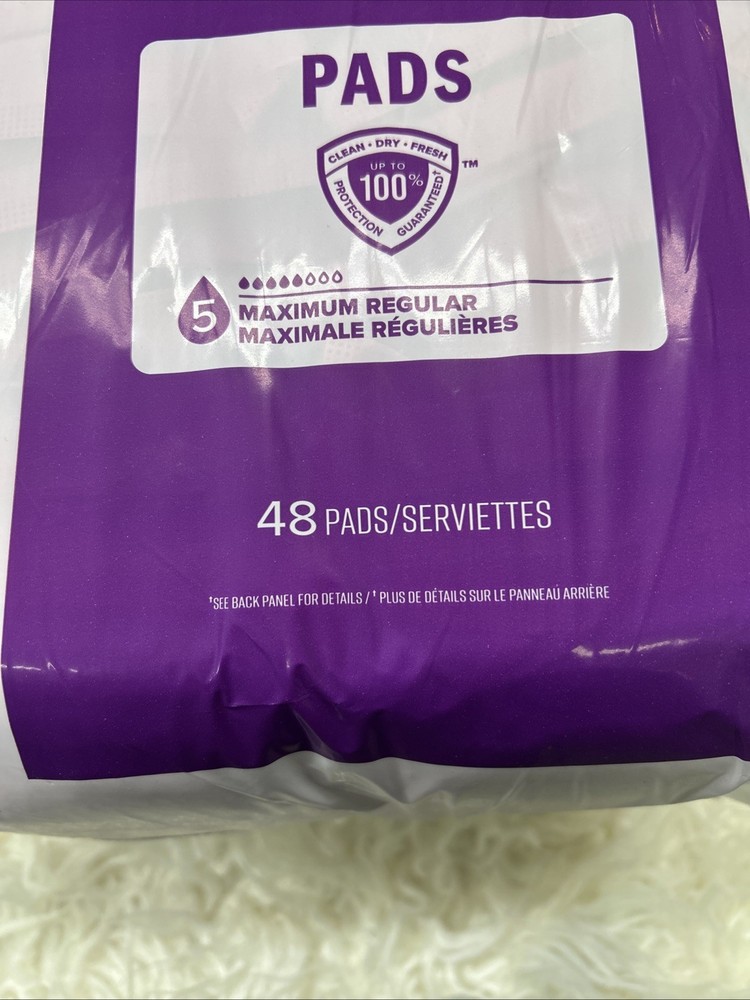 PADS
CLEAN • DRY • FRESH
UP TO
100%
PROTECTION GUARANTEED†
TM
5
MAXIMUM REGULAR
MAXIMALE RÉGULIÈRES
48 PADS/SERVIETTES
†SEE BACK PANEL FOR DETAILS / † PLUS DE DÉTAILS SUR LE PANNEAU ARRIÈRE